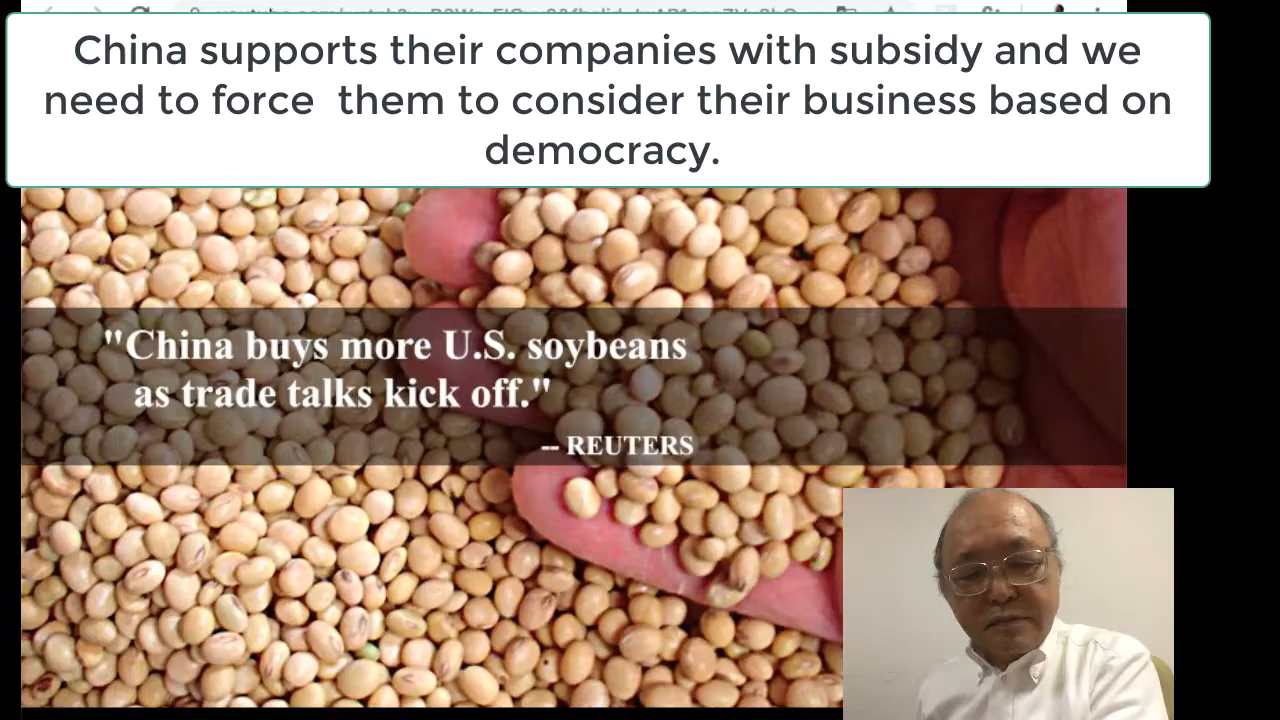 China supports their companies with subsidy and we
need to force  them to consider their business based on
democracy.
"China buys more U.S. soybeans
as trade talks kick off."
-- REUTERS